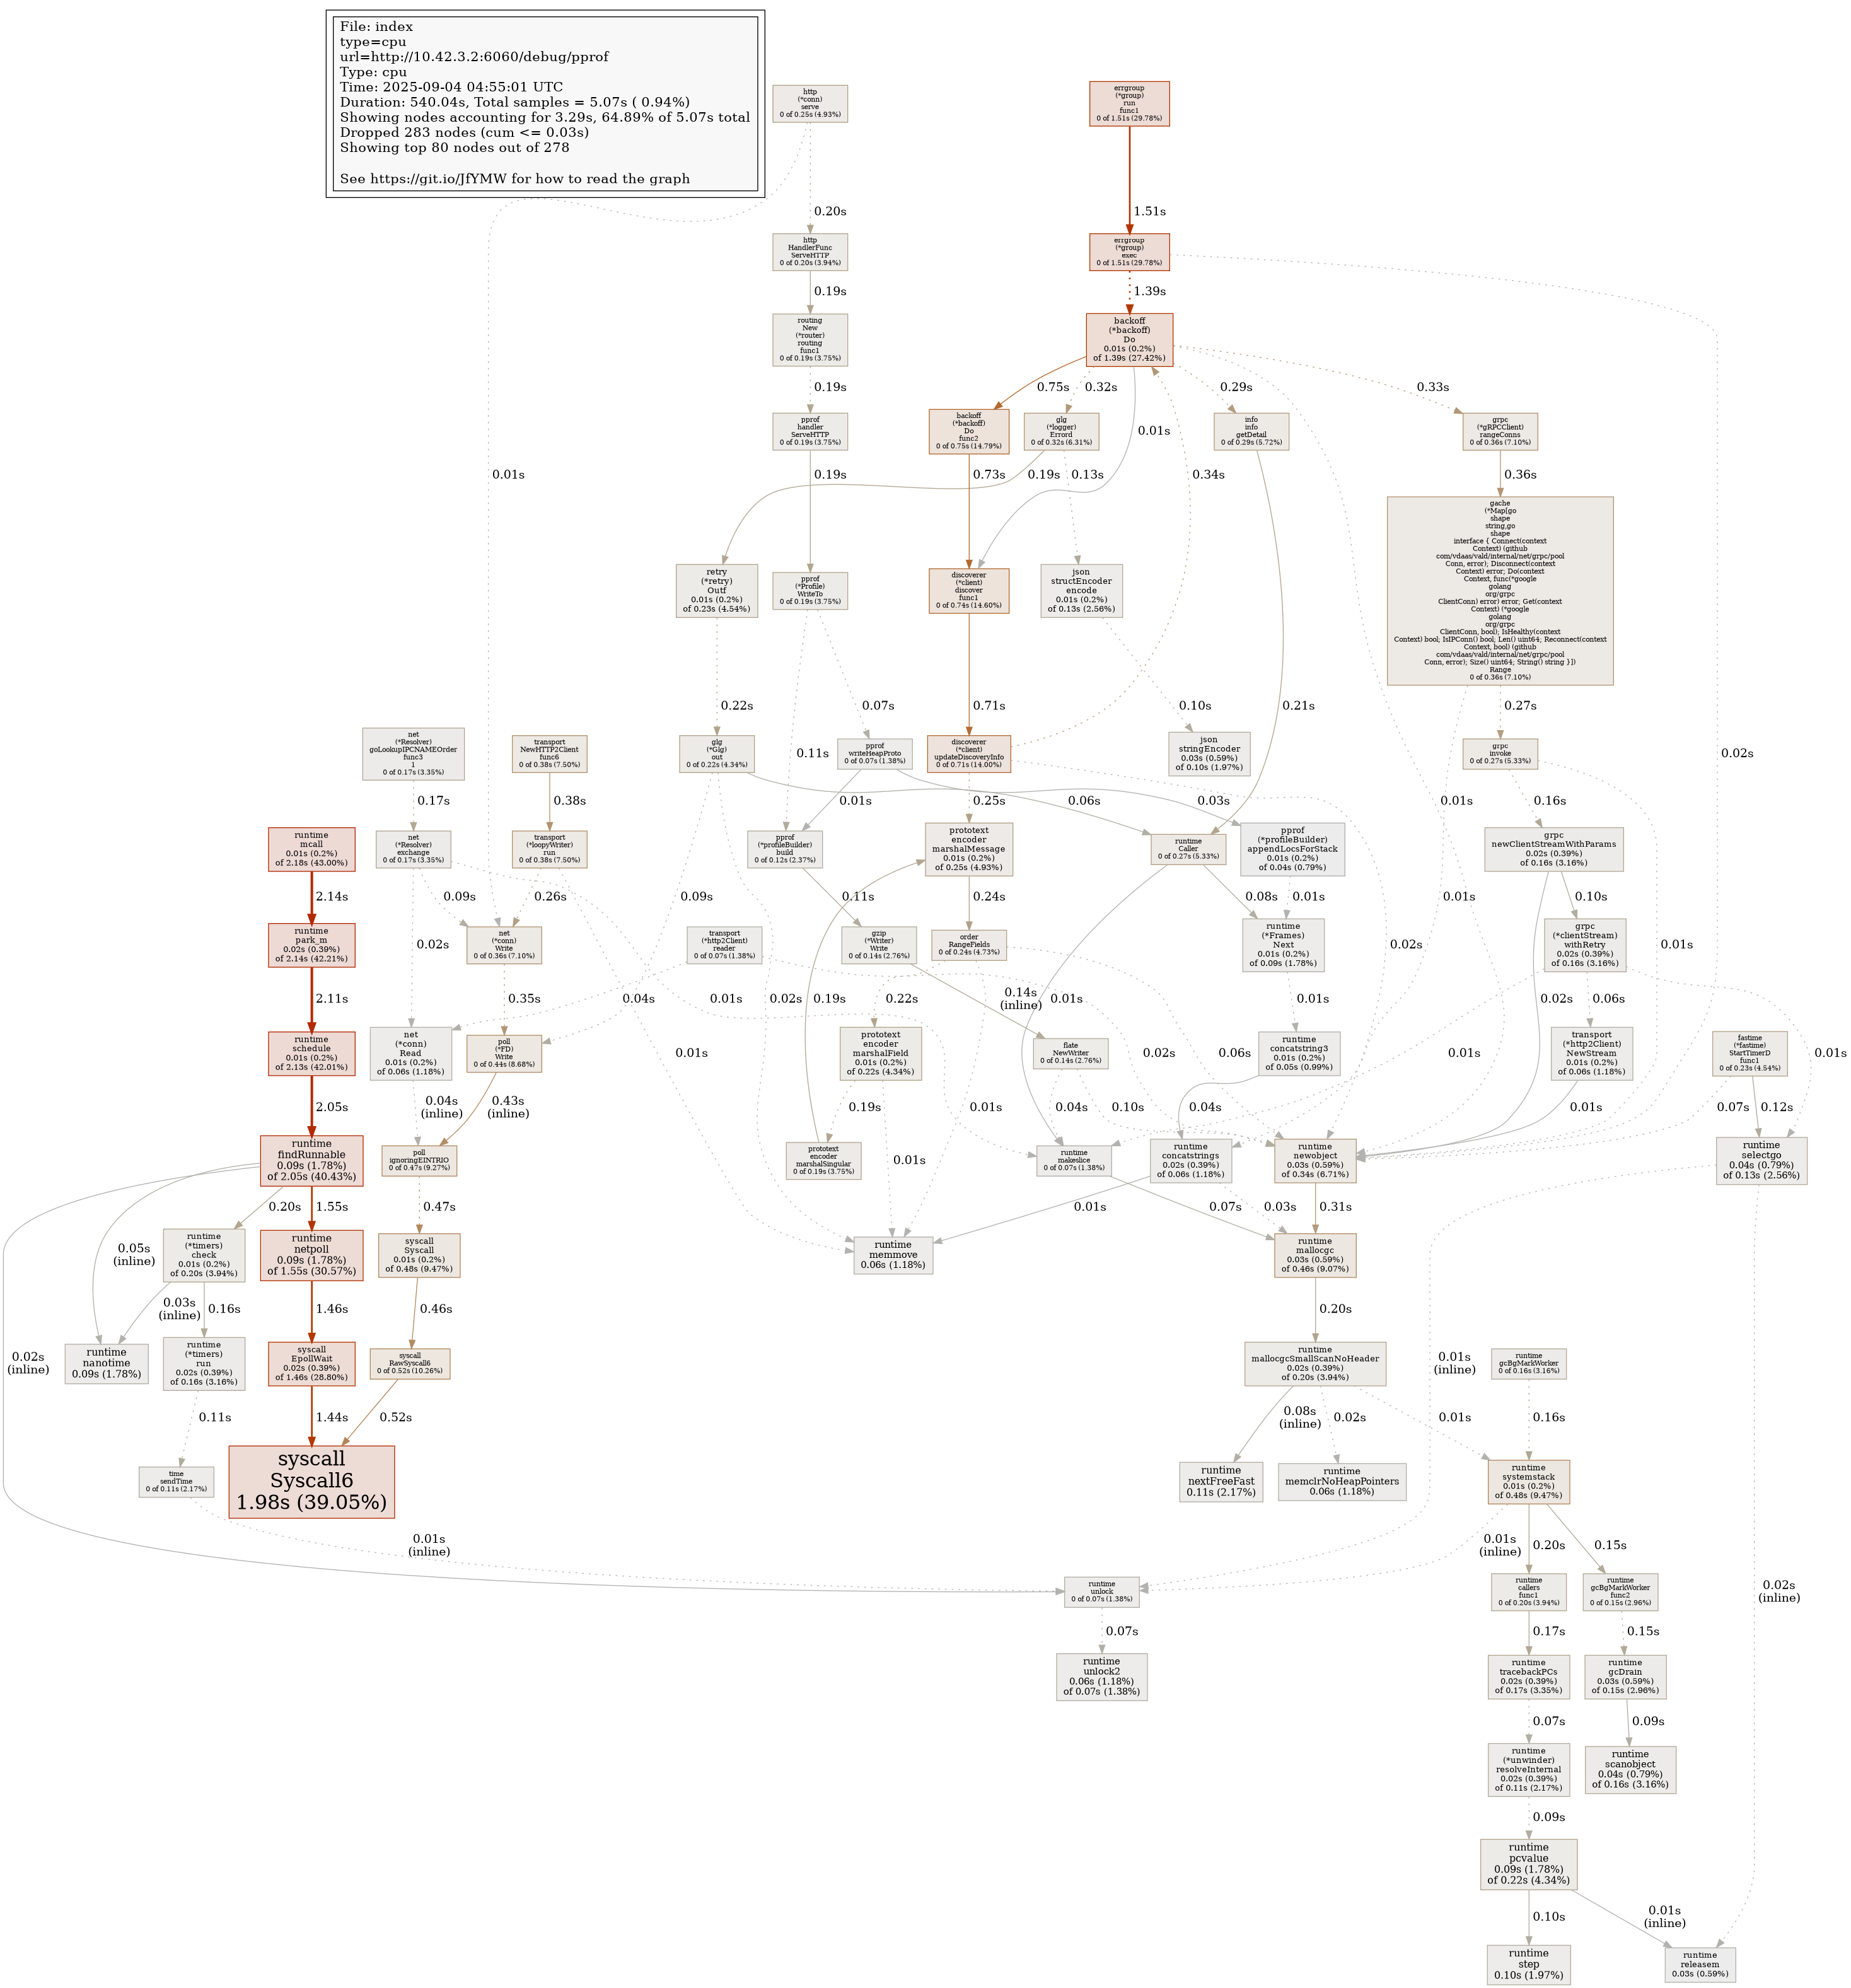 File: index
type=cpu
url=http://10.42.3.2:6060/debug/pprof
Type: cpu
Time: 2025-09-04 04:55:01 UTC
Duration: 540.04s, Total samples = 5.07s ( 0.94%)
Showing nodes accounting for 3.29s, 64.89% of 5.07s total
Dropped 283 nodes (cum <= 0.03s)
Showing top 80 nodes out of 278
See https://git.io/JfYMW for how to read the graph
http
(*conn)
serve
0 of 0.25s (4.93%)
errgroup
(*group)
run
func1
0 of 1.51s (29.78%)
0.20s
1.51s
http
HandlerFunc
ServeHTTP
0 of 0.20s (3.94%)
errgroup
(*group)
exec
0 of 1.51s (29.78%)
0.19s
1.39s
routing
New
(*router)
routing
func1
0 of 0.19s (3.75%)
backoff
(*backoff)
Do
0.01s (0.2%)
of 1.39s (27.42%)
0.19s
0.75s
0.32s
0.29s
0.33s
pprof
handler
ServeHTTP
0 of 0.19s (3.75%)
backoff
(*backoff)
Do
func2
0 of 0.75s (14.79%)
glg
(*logger)
Errord
0 of 0.32s (6.31%)
0.01s
info
info
getDetail
0 of 0.29s (5.72%)
grpc
(*gRPCClient)
rangeConns
0 of 0.36s (7.10%)
0.01s
0.19s
0.73s
0.19s
0.13s
0.34s
0.36s
gache
(*Map[go
shape
string,go
shape
interface { Connect(context
Context) (github
com/vdaas/vald/internal/net/grpc/pool
Conn, error); Disconnect(context
Context) error; Do(context
Context, func(*google
golang
org/grpc
ClientConn) error) error; Get(context
Context) (*google
golang
org/grpc
ClientConn, bool); IsHealthy(context
Context) bool; IsIPConn() bool; Len() uint64; Reconnect(context
Context, bool) (github
com/vdaas/vald/internal/net/grpc/pool
Conn, error); Size() uint64; String() string }])
Range
0 of 0.36s (7.10%)
retry
(*retry)
Outf
0.01s (0.2%)
of 0.23s (4.54%)
pprof
(*Profile)
WriteTo
0 of 0.19s (3.75%)
discoverer
(*client)
discover
func1
0 of 0.74s (14.60%)
json
structEncoder
encode
0.01s (0.2%)
of 0.13s (2.56%)
0.22s
0.07s
0.71s
0.10s
0.21s
0.27s
net
(*Resolver)
goLookupIPCNAMEOrder
func3
1
0 of 0.17s (3.35%)
transport
NewHTTP2Client
func6
0 of 0.38s (7.50%)
glg
(*Glg)
out
0 of 0.22s (4.34%)
0.11s
pprof
writeHeapProto
0 of 0.07s (1.38%)
discoverer
(*client)
updateDiscoveryInfo
0 of 0.71s (14.00%)
json
stringEncoder
0.03s (0.59%)
of 0.10s (1.97%)
grpc
invoke
0 of 0.27s (5.33%)
0.02s
0.17s
0.38s
0.01s
0.25s
0.06s
0.03s
0.01s
0.16s
runtime
mcall
0.01s (0.2%)
of 2.18s (43.00%)
net
(*Resolver)
exchange
0 of 0.17s (3.35%)
transport
(*loopyWriter)
run
0 of 0.38s (7.50%)
pprof
(*profileBuilder)
build
0 of 0.12s (2.37%)
prototext
encoder
marshalMessage
0.01s (0.2%)
of 0.25s (4.93%)
runtime
Caller
0 of 0.27s (5.33%)
pprof
(*profileBuilder)
appendLocsForStack
0.01s (0.2%)
of 0.04s (0.79%)
grpc
newClientStreamWithParams
0.02s (0.39%)
of 0.16s (3.16%)
2.14s
0.09s
0.26s
0.09s
0.11s
0.24s
0.08s
0.01s
0.01s
0.10s
runtime
park_m
0.02s (0.39%)
of 2.14s (42.21%)
0.02s
net
(*conn)
Write
0 of 0.36s (7.10%)
transport
(*http2Client)
reader
0 of 0.07s (1.38%)
gzip
(*Writer)
Write
0 of 0.14s (2.76%)
order
RangeFields
0 of 0.24s (4.73%)
runtime
(*Frames)
Next
0.01s (0.2%)
of 0.09s (1.78%)
0.02s
grpc
(*clientStream)
withRetry
0.02s (0.39%)
of 0.16s (3.16%)
0.01s
2.11s
0.35s
0.04s
0.01s
0.02s
0.19s
0.22s
0.14s
(inline)
0.01s
0.01s
0.02s
0.06s
runtime
schedule
0.01s (0.2%)
of 2.13s (42.01%)
net
(*conn)
Read
0.01s (0.2%)
of 0.06s (1.18%)
poll
(*FD)
Write
0 of 0.44s (8.68%)
0.01s
prototext
encoder
marshalField
0.01s (0.2%)
of 0.22s (4.34%)
flate
NewWriter
0 of 0.14s (2.76%)
0.02s
0.06s
runtime
concatstring3
0.01s (0.2%)
of 0.05s (0.99%)
0.01s
transport
(*http2Client)
NewStream
0.01s (0.2%)
of 0.06s (1.18%)
fastime
(*fastime)
StartTimerD
func1
0 of 0.23s (4.54%)
0.01s
2.05s
0.04s
(inline)
0.43s
(inline)
0.19s
0.01s
0.04s
0.10s
0.04s
0.01s
0.07s
0.12s
runtime
findRunnable
0.09s (1.78%)
of 2.05s (40.43%)
poll
ignoringEINTRIO
0 of 0.47s (9.27%)
prototext
encoder
marshalSingular
0 of 0.19s (3.75%)
0.01s
runtime
makeslice
0 of 0.07s (1.38%)
runtime
concatstrings
0.02s (0.39%)
of 0.06s (1.18%)
runtime
newobject
0.03s (0.59%)
of 0.34s (6.71%)
runtime
selectgo
0.04s (0.79%)
of 0.13s (2.56%)
0.20s
1.55s
0.47s
0.01s
0.07s
0.03s
0.31s
0.05s
(inline)
runtime
(*timers)
check
0.01s (0.2%)
of 0.20s (3.94%)
runtime
netpoll
0.09s (1.78%)
of 1.55s (30.57%)
syscall
Syscall
0.01s (0.2%)
of 0.48s (9.47%)
runtime
memmove
0.06s (1.18%)
runtime
mallocgc
0.03s (0.59%)
of 0.46s (9.07%)
0.03s
(inline)
0.16s
1.46s
0.46s
0.20s
0.02s
(inline)
runtime
nanotime
0.09s (1.78%)
runtime
(*timers)
run
0.02s (0.39%)
of 0.16s (3.16%)
syscall
EpollWait
0.02s (0.39%)
of 1.46s (28.80%)
syscall
RawSyscall6
0 of 0.52s (10.26%)
runtime
mallocgcSmallScanNoHeader
0.02s (0.39%)
of 0.20s (3.94%)
0.01s
(inline)
runtime
gcBgMarkWorker
0 of 0.16s (3.16%)
0.11s
1.44s
0.52s
0.08s
(inline)
0.02s
0.01s
0.16s
time
sendTime
0 of 0.11s (2.17%)
syscall
Syscall6
1.98s (39.05%)
runtime
nextFreeFast
0.11s (2.17%)
runtime
memclrNoHeapPointers
0.06s (1.18%)
runtime
systemstack
0.01s (0.2%)
of 0.48s (9.47%)
0.01s
(inline)
0.01s
(inline)
0.20s
0.15s
runtime
unlock
0 of 0.07s (1.38%)
runtime
callers
func1
0 of 0.20s (3.94%)
runtime
gcBgMarkWorker
func2
0 of 0.15s (2.96%)
0.02s
(inline)
0.07s
0.17s
0.15s
runtime
unlock2
0.06s (1.18%)
of 0.07s (1.38%)
runtime
tracebackPCs
0.02s (0.39%)
of 0.17s (3.35%)
runtime
gcDrain
0.03s (0.59%)
of 0.15s (2.96%)
0.07s
0.09s
runtime
(*unwinder)
resolveInternal
0.02s (0.39%)
of 0.11s (2.17%)
runtime
scanobject
0.04s (0.79%)
of 0.16s (3.16%)
0.09s
runtime
pcvalue
0.09s (1.78%)
of 0.22s (4.34%)
0.10s
0.01s
(inline)
runtime
step
0.10s (1.97%)
runtime
releasem
0.03s (0.59%)